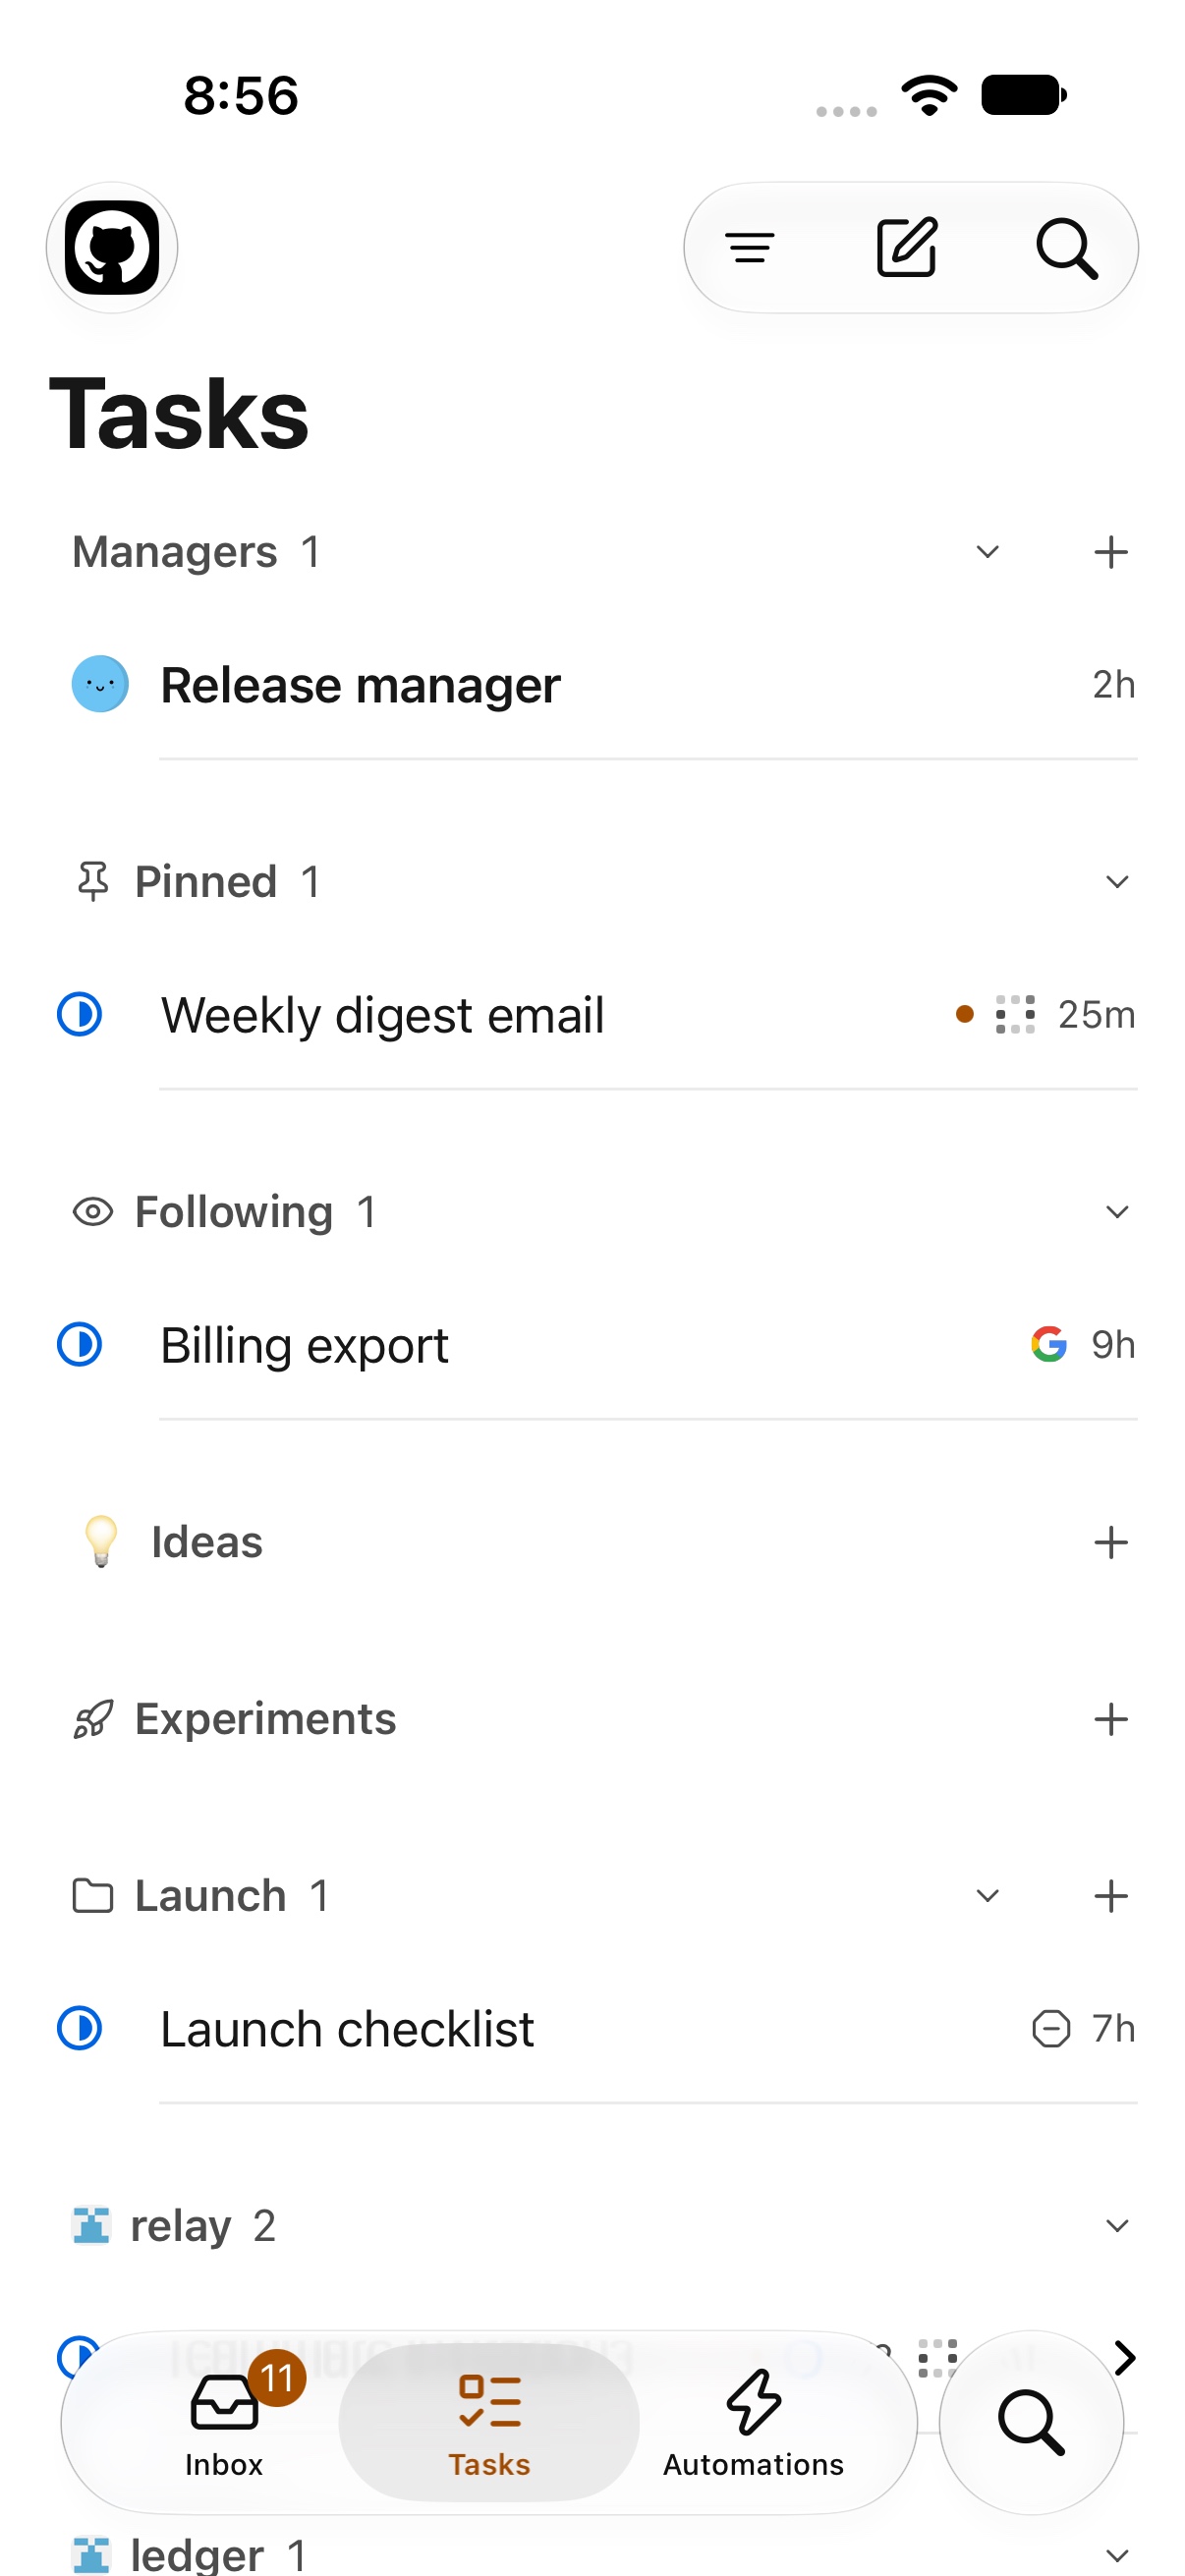 8:56
Tasks
Managers 1
Release manager 2h
Pinned 1
Weekly digest email 25m
Following 1
Billing export 9h
Ideas
Experiments
Launch 1
Launch checklist 7h
relay 2
11
Inbox Tasks Automations
ledger 1